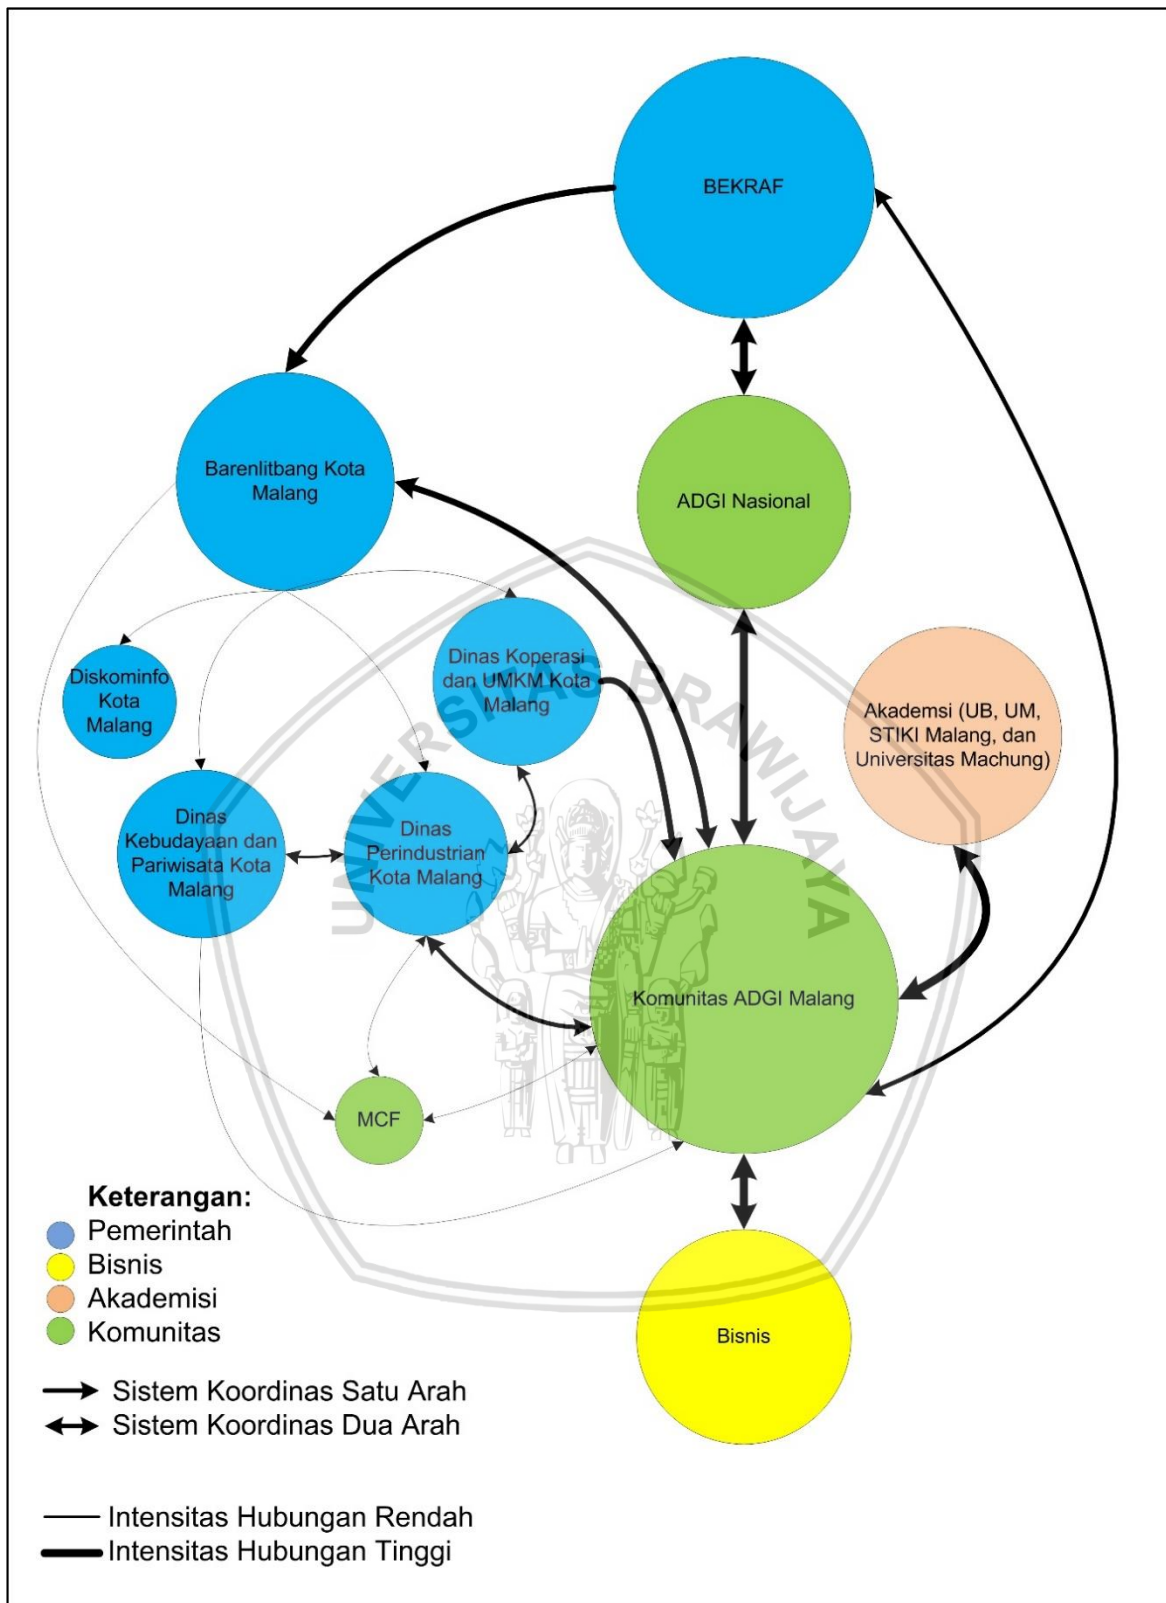 BEKRAF
Barenlitbang Kota
Malang
ADGI Nasional
Diskominfo
Kota
Malang
Dinas Koperasi
dan UMKM Kota
Malang
Akademsi (UB, UM,
STIKI Malang, dan
Universitas Machung)
Dinas
Kebudayaan dan
Pariwisata Kota
Malang
Dinas
Perindustrian
Kota Malang
UNIVERSITAS BRAWIJAYA
Komunitas ADGI Malang
MCF
Bisnis
Keterangan:
Pemerintah
Bisnis
Akademisi
Komunitas
Sistem Koordinas Satu Arah
Sistem Koordinas Dua Arah
Intensitas Hubungan Rendah
Intensitas Hubungan Tinggi